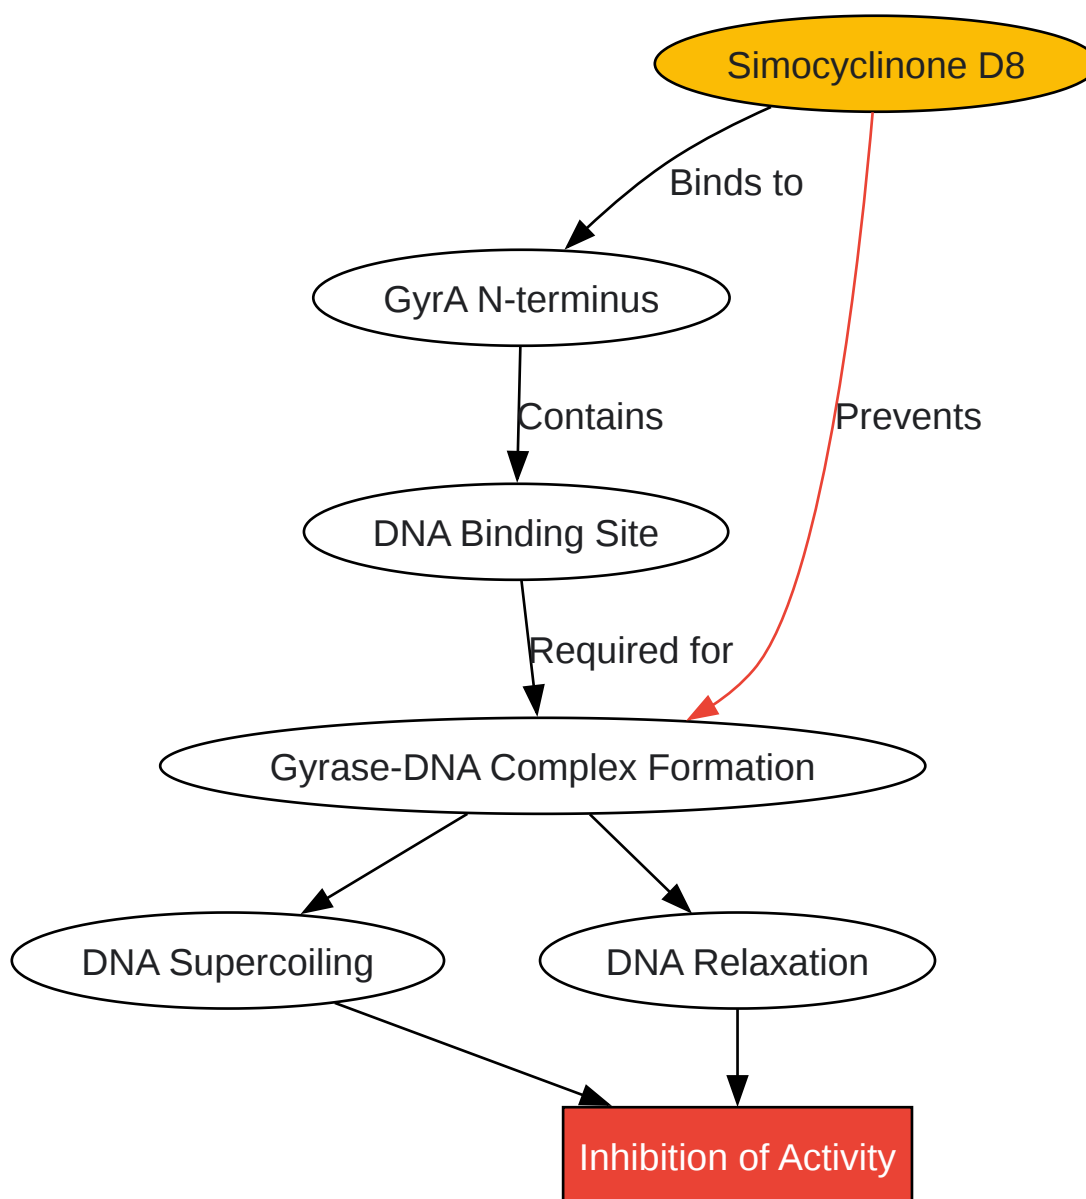 Simocyclinone D8
Binds to
GyrA N-terminus
Contains
Prevents
DNA Binding Site
Required for
Gyrase-DNA Complex Formation
DNA Supercoiling
DNA Relaxation
Inhibition of Activity